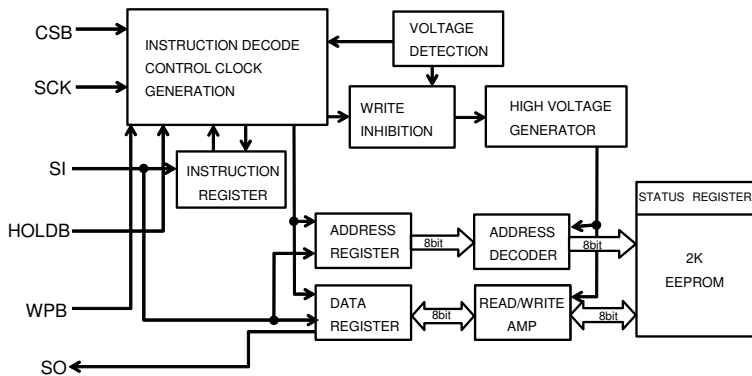 CSB
SCK
SI
HOLDB
WPB
SO
INSTRUCTION DECODE
CONTROL CLOCK
GENERATION
VOLTAGE
DETECTION
WRITE
INHIBITION
HIGH VOLTAGE
GENERATOR
INSTRUCTION
REGISTER
ADDRESS
REGISTER
8bit
ADDRESS
DECODER
8bit
DATA
REGISTER
8bit
READ/WRITE
AMP
8bit
STATUS REGISTER
2K
EEPROM